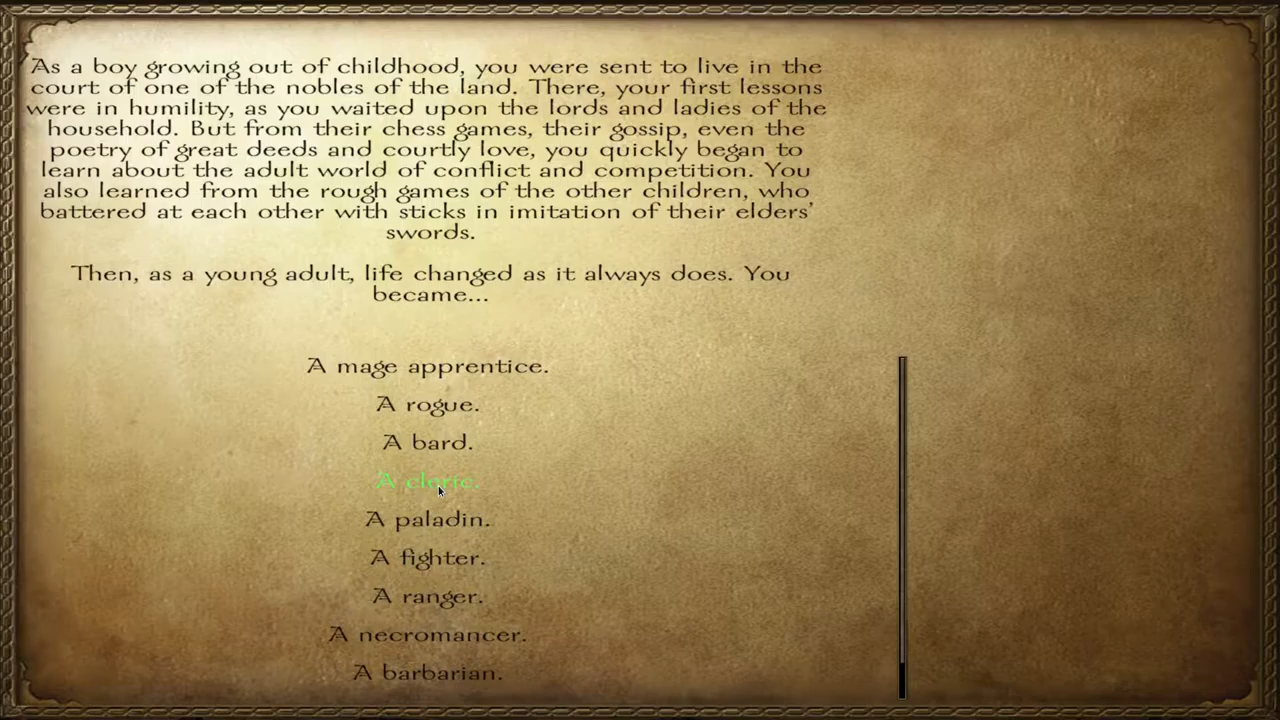 As a boy growing out of childhood, you were sent to live in the
court of one of the nobles of the land. There, your first lessons
were in humility, as you waited upon the lords and ladies of the
household. But from their chess games, their gossip, even the
poetry of great deeds and courtly love, you quickly began to
learn about the adult world of conflict and competition. You
also learned from the rough games of the other children, who
battered at each other with sticks in imitation of their elders'
swords.
Then, as a young adult, life changed as it always does. You
became...
A mage apprentice.
A rogue.
A bard.
A cleric.
A paladin.
A fighter.
A ranger.
A necromancer.
A barbarian.